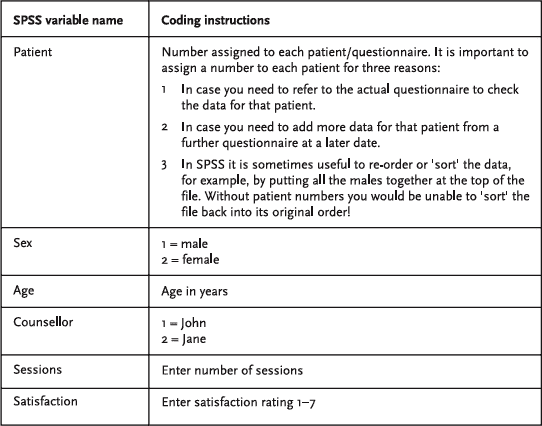 SPSS variable name Coding instructions
Patient Number assigned to each patient/questionnaire. It is important to
assign a number to each patient for three reasons:
1 In case you need to refer to the actual questionnaire to check
the data for that patient.
2 In case you need to add more data for that patient from a
further questionnaire at a later date.
3 In SPSS it is sometimes useful to re-order or 'sort' the data,
for example, by putting all the males together at the top of the
file. Without patient numbers you would be unable to 'sort' the
file back into its original order!
Sex 1 = male
2 = female
Age Age in years
Counsellor 1 = John
2 = Jane
Sessions Enter number of sessions
Satisfaction Enter satisfaction rating 1–7